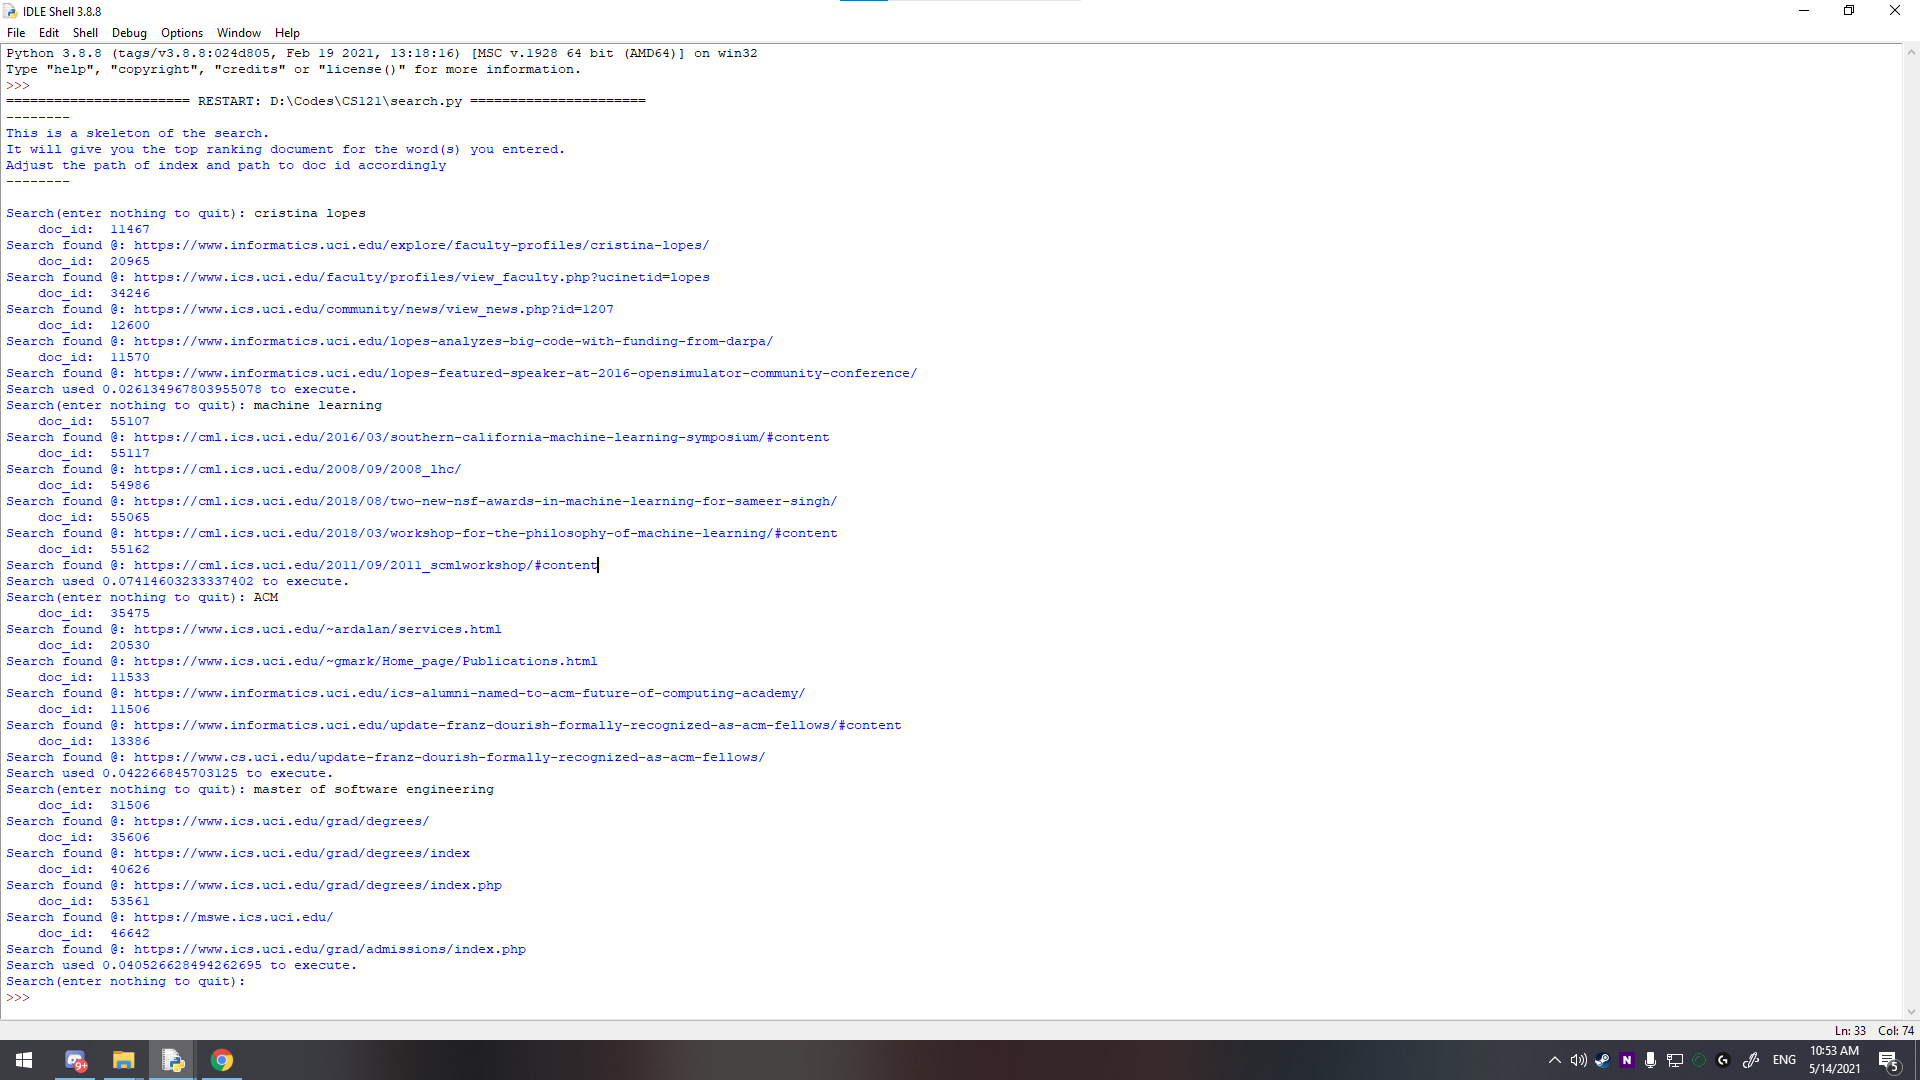 IDLE Shell 3.8.8
File Edit Shell Debug Options Window Help
Python 3.8.8 (tags/v3.8.8:024d805, Feb 19 2021, 13:18:16) [MSC v.1928 64 bit (AMD64)] on win32
Type "help", "copyright", "credits" or "license()" for more information.
>>>
======================= RESTART: D:\Codes\CS121\search.py ======================
--------
This is a skeleton of the search.
It will give you the top ranking document for the word(s) you entered.
Adjust the path of index and path to doc id accordingly
--------
Search(enter nothing to quit): cristina lopes
doc_id: 11467
Search found @: https://www.informatics.uci.edu/explore/faculty-profiles/cristina-lopes/
doc_id: 20965
Search found @: https://www.ics.uci.edu/faculty/profiles/view_faculty.php?ucinetid=lopes
doc_id: 34246
Search found @: https://www.ics.uci.edu/community/news/view_news.php?id=1207
doc_id: 12600
Search found @: https://www.informatics.uci.edu/lopes-analyzes-big-code-with-funding-from-darpa/
doc_id: 11570
Search found @: https://www.informatics.uci.edu/lopes-featured-speaker-at-2016-opensimulator-community-conference/
Search used 0.026134967803955078 to execute.
Search(enter nothing to quit): machine learning
doc_id: 55107
Search found @: https://cml.ics.uci.edu/2016/03/southern-california-machine-learning-symposium/#content
doc_id: 55117
Search found @: https://cml.ics.uci.edu/2008/09/2008_lhc/
doc_id: 54986
Search found @: https://cml.ics.uci.edu/2018/08/two-new-nsf-awards-in-machine-learning-for-sameer-singh/
doc_id: 55065
Search found @: https://cml.ics.uci.edu/2018/03/workshop-for-the-philosophy-of-machine-learning/#content
doc_id: 55162
Search found @: https://cml.ics.uci.edu/2011/09/2011_scmlworkshop/#content
Search used 0.07414603233337402 to execute.
Search(enter nothing to quit): ACM
doc_id: 35475
Search found @: https://www.ics.uci.edu/~ardalan/services.html
doc_id: 20530
Search found @: https://www.ics.uci.edu/~gmark/Home_page/Publications.html
doc_id: 11533
Search found @: https://www.informatics.uci.edu/ics-alumni-named-to-acm-future-of-computing-academy/
doc_id: 11506
Search found @: https://www.informatics.uci.edu/update-franz-dourish-formally-recognized-as-acm-fellows/#content
doc_id: 13386
Search found @: https://www.cs.uci.edu/update-franz-dourish-formally-recognized-as-acm-fellows/
Search used 0.042266845703125 to execute.
Search(enter nothing to quit): master of software engineering
doc_id: 31506
Search found @: https://www.ics.uci.edu/grad/degrees/
doc_id: 35606
Search found @: https://www.ics.uci.edu/grad/degrees/index
doc_id: 40626
Search found @: https://www.ics.uci.edu/grad/degrees/index.php
doc_id: 53561
Search found @: https://mswe.ics.uci.edu/
doc_id: 46642
Search found @: https://www.ics.uci.edu/grad/admissions/index.php
Search used 0.040526628494262695 to execute.
Search(enter nothing to quit):
>>>
Ln: 33 Col: 74
9+
N
ENG
10:53 AM
5/14/2021
5